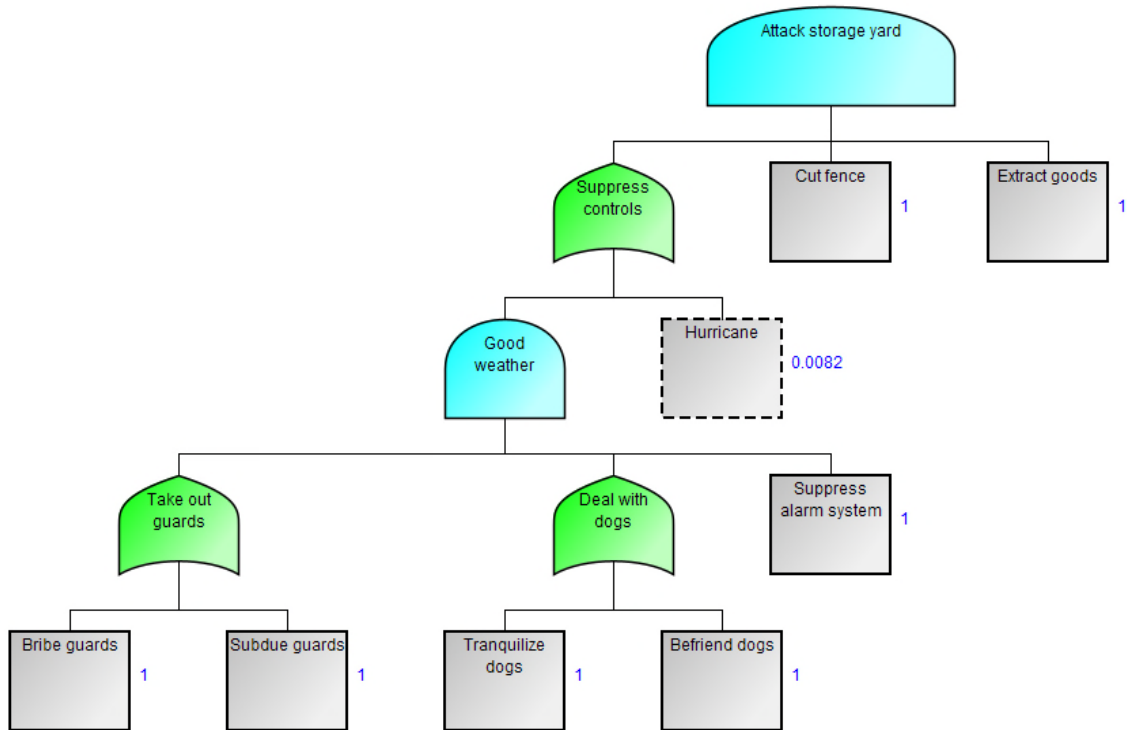 Attack storage yard
Suppress
controls
Cut fence
1
Extract goods
1
Good
weather
Hurricane
0.0082
Take out
guards
Deal with
dogs
Suppress
alarm system
1
Bribe guards
1
Subdue guards
1
Tranquilize
dogs
1
Befriend dogs
1